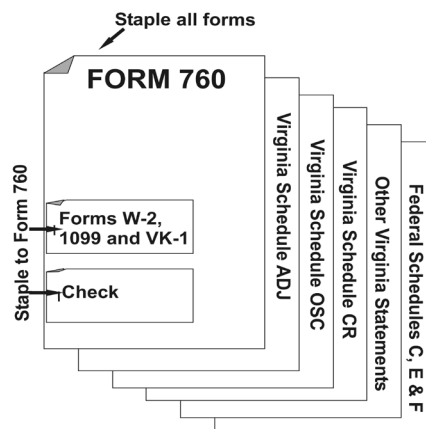 Staple all forms
FORM 760
Staple to Form 760
Forms W-2,
1099 and VK-1
Check
Virginia Schedule ADJ
Virginia Schedule OSC
Virginia Schedule CR
Other Virginia Statements
Federal Schedules C, E & F